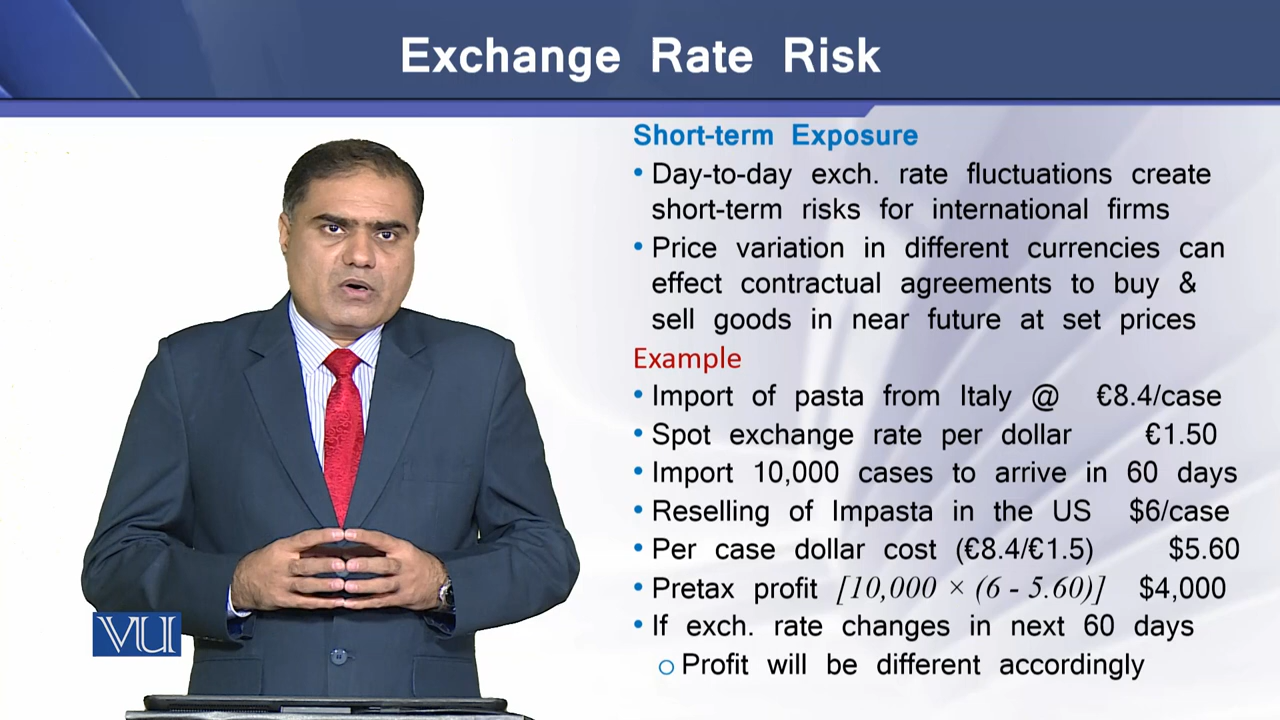 Exchange Rate Risk
Short-term Exposure
• Day-to-day exch. rate fluctuations create
short-term risks for international firms
• Price variation in different currencies can
effect contractual agreements to buy &
sell goods in near future at set prices
Example
• Import of pasta from Italy @ €8.4/case
• Spot exchange rate per dollar €1.50
• Import 10,000 cases to arrive in 60 days
• Reselling of Impasta in the US $6/case
• Per case dollar cost (€8.4/€1.5) $5.60
• Pretax profit [10,000 × (6 - 5.60)] $4,000
• If exch. rate changes in next 60 days
o Profit will be different accordingly
VU